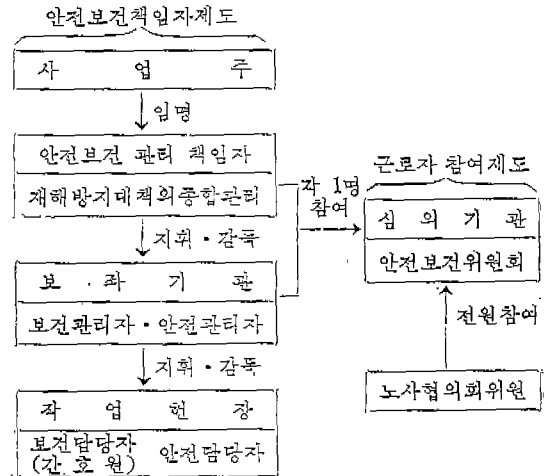 안전보건책임자제도
사 업 주
임명
안전브건 관리 책임자
재해방지대책의종합관리
지휘·감독
보 좌 기 관
보건관리자·안전관리자
지휘·감독
작 업 현 장
보건담당자
(간호원)
안전담당자
각 1명
참여
근로자 참여제도
심 의 기 관
안전보건위원회
전원참여
노사협의회위원